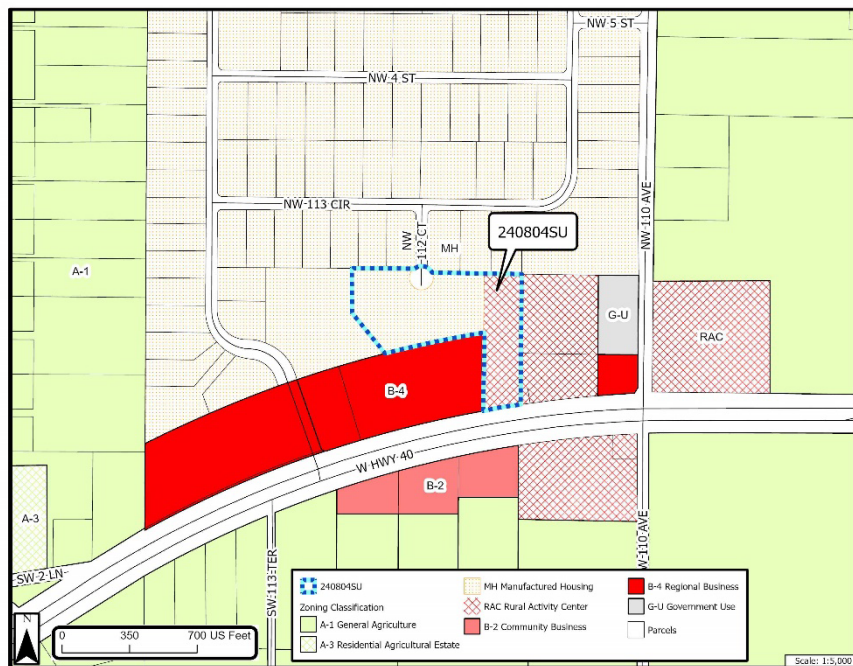 NW 5 ST
NW 4 ST
NW 110 AVE
NW 113 CIR
NW
112 CT
MH
240804SU
A-1
G-U
RAC
B-4
W HWY 40
B-2
A-3
SW 2 LN
SW 113 TER
W 110 AVE
N
0 350 700 US Feet
240804SU
Zoning Classification
A-1 General Agriculture
A-3 Residential Agricultural Estate
MH Manufactured Housing
RAC Rural Activity Center
B-2 Community Business
B-4 Regional Business
G-U Government Use
Parcels
Scale: 1:5,000